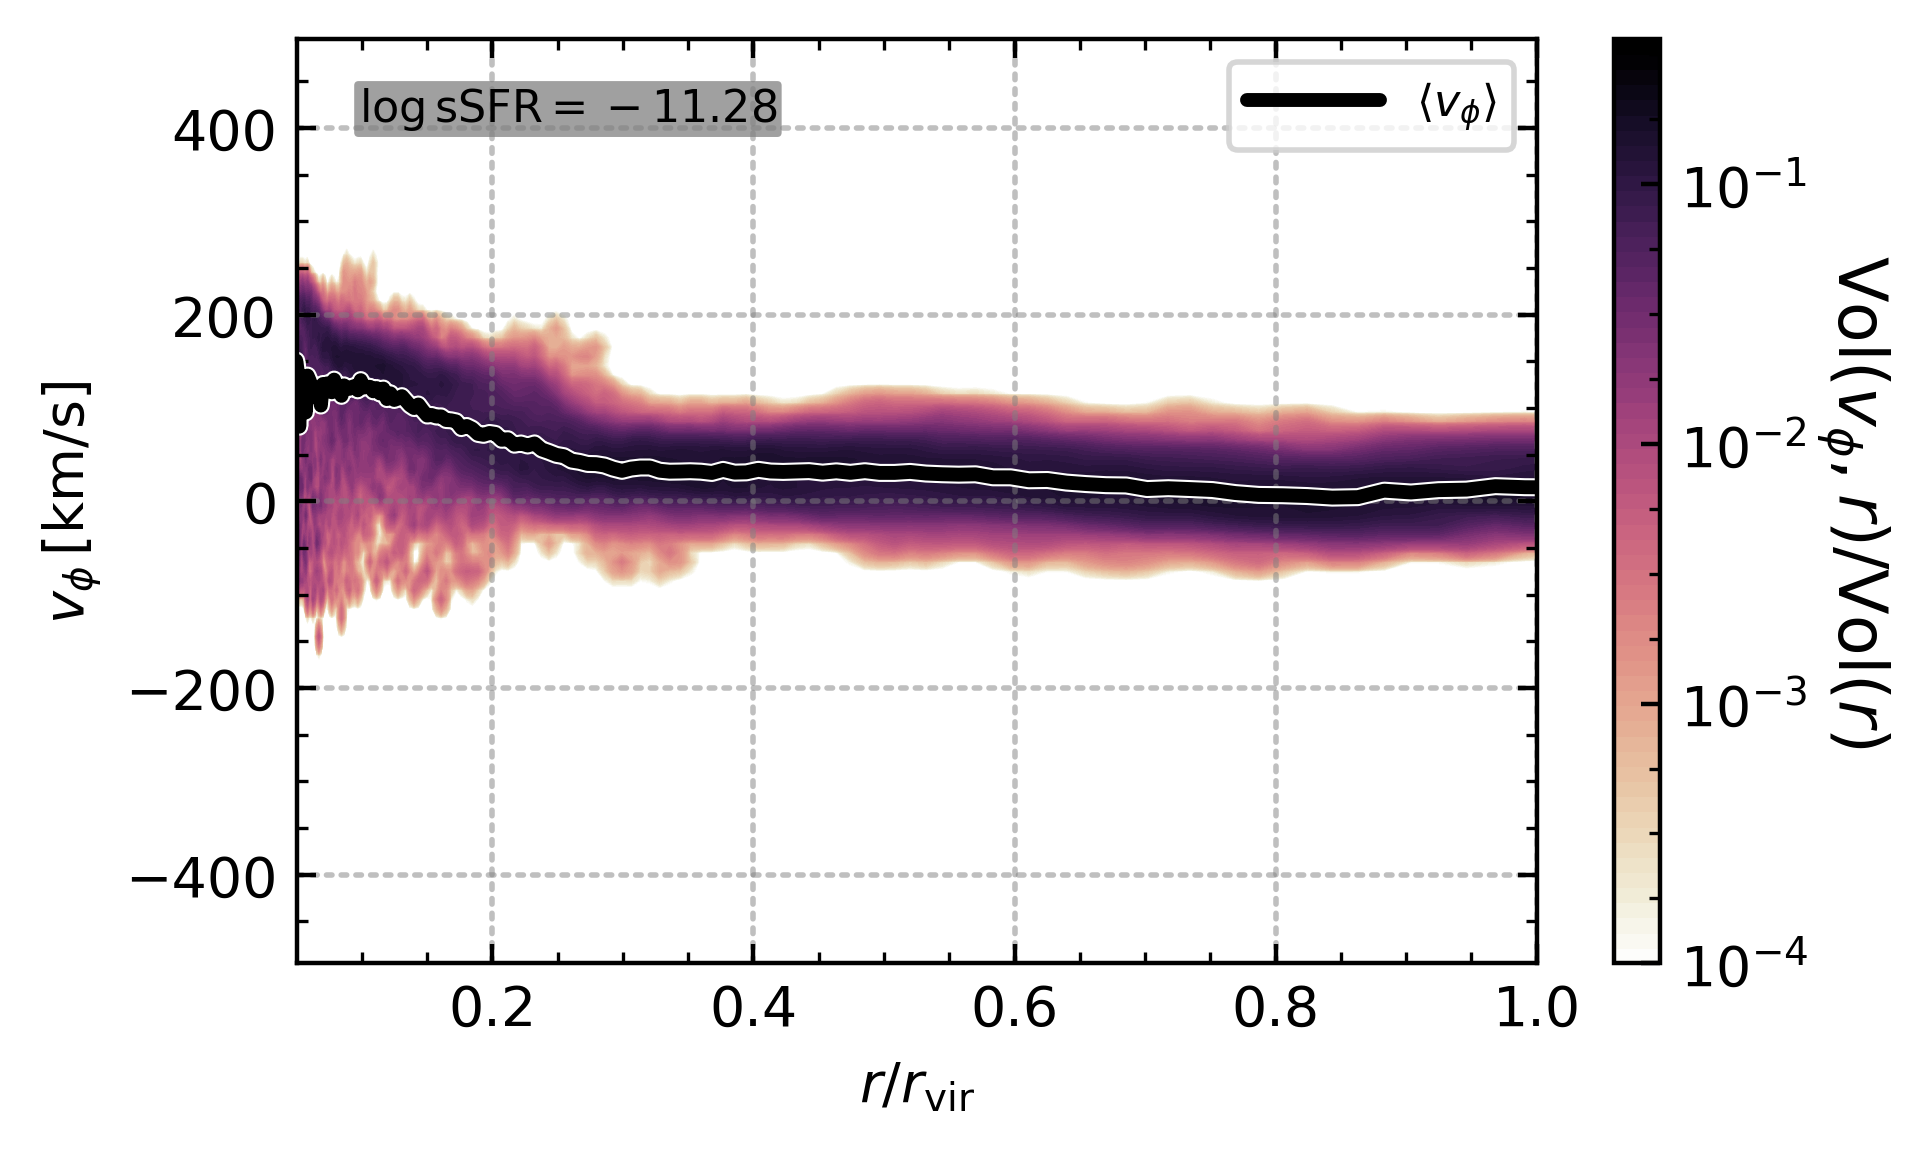 log sSFR = −11.28
⟨v_ϕ⟩
400
200
0
−200
−400
v_ϕ [km/s]
0.2 0.4 0.6 0.8 1.0
r/r_vir
10⁻¹
10⁻²
10⁻³
10⁻⁴
Vol(v_ϕ, r)/Vol(r)